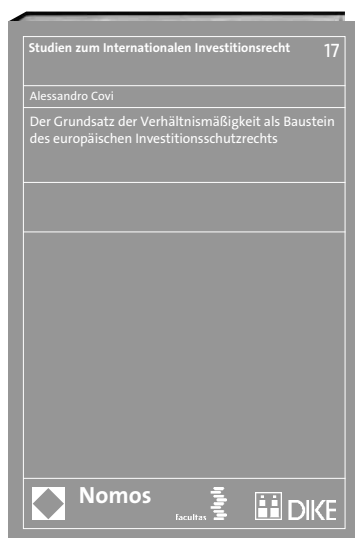 Studien zum Internationalen Investitionsrecht 17
Alessandro Covi
Der Grundsatz der Verhältnismäßigkeit als Baustein
des europäischen Investitionsschutzrechts
Nomos
facultas
DIKE